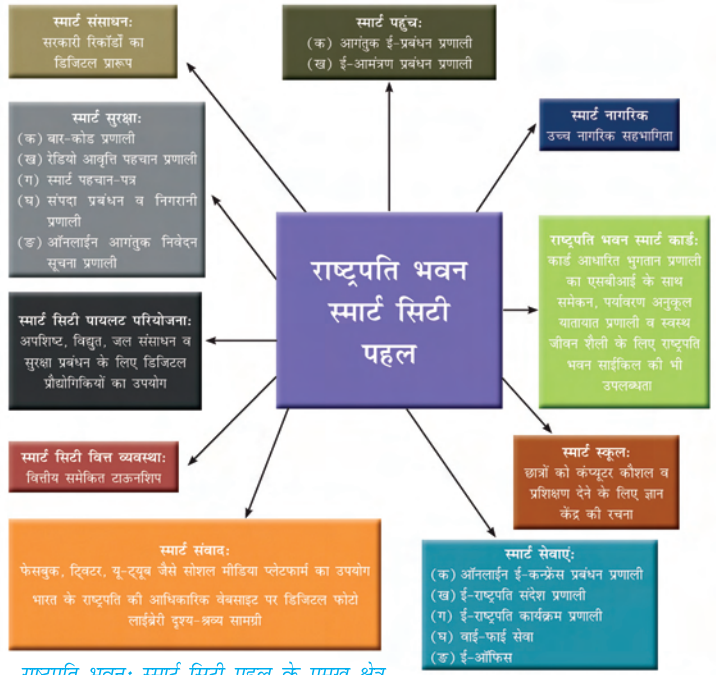 स्मार्ट संसाधन:
सरकारी रिकॉर्डों का
डिजिटल प्रारूप
स्मार्ट पहुंच:
(क) आगंतुक ई-प्रबंधन प्रणाली
(ख) ई-आमंत्रण प्रबंधन प्रणाली
स्मार्ट सुरक्षा:
(क) बार-कोड प्रणाली
(ख) रेडियो आवृत्ति पहचान प्रणाली
(ग) स्मार्ट पहचान-पत्र
(घ) संपदा प्रबंधन व निगरानी
प्रणाली
(ङ) ऑनलाईन आगंतुक निवेदन
सूचना प्रणाली
स्मार्ट नागरिक
उच्च नागरिक सहभागिता
राष्ट्रपति भवन
स्मार्ट सिटी
पहल
राष्ट्रपति भवन स्मार्ट कार्ड:
कार्ड आधारित भुगतान प्रणाली
का एसबीआई के साथ
समेकन, पर्यावरण अनुकूल
यातायात प्रणाली व स्वस्थ
जीवन शैली के लिए राष्ट्रपति
भवन साईकिल की भी
उपलब्धता
स्मार्ट सिटी पायलट परियोजना:
अपशिष्ट, विद्युत, जल संसाधन व
सुरक्षा प्रबंधन के लिए डिजिटल
प्रौद्योगिकियों का उपयोग
स्मार्ट सिटी वित्त व्यवस्था:
वित्तीय समेकित टाऊनशिप
स्मार्ट स्कूल:
छात्रों को कंप्यूटर कौशल व
प्रशिक्षण देने के लिए ज्ञान
केंद्र की रचना
स्मार्ट संवाद:
फेसबुक, ट्विटर, यू-ट्यूब जैसे सोशल मीडिया प्लेटफार्म का उपयोग
भारत के राष्ट्रपति की आधिकारिक वेबसाइट पर डिजिटल फोटो
लाईब्रेरी दृश्य-श्रव्य सामग्री
स्मार्ट सेवाएं:
(क) ऑनलाईन ई-कन्फ्रेंस प्रबंधन प्रणाली
(ख) ई-राष्ट्रपति संदेश प्रणाली
(ग) ई-राष्ट्रपति कार्यक्रम प्रणाली
(घ) वाई-फाई सेवा
(ङ) ई-ऑफिस
राष्ट्रपति भवन: स्मार्ट सिटी पहल के प्रमुख क्षेत्र